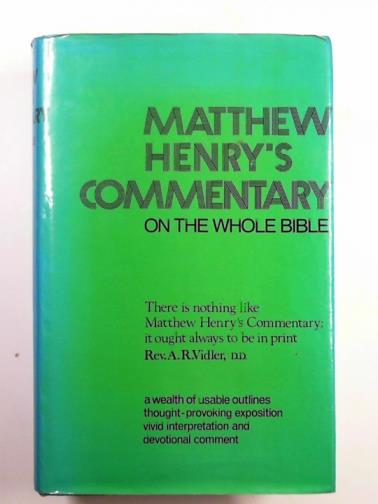 MATTHEW
HENRY'S
COMMENTARY
ON THE WHOLE BIBLE
There is nothing like
Matthew Henry's Commentary;
it ought always to be in print
Rev. A. R. Vidler, D.D.
a wealth of usable outlines
thought-provoking exposition
vivid interpretation and
devotional comment